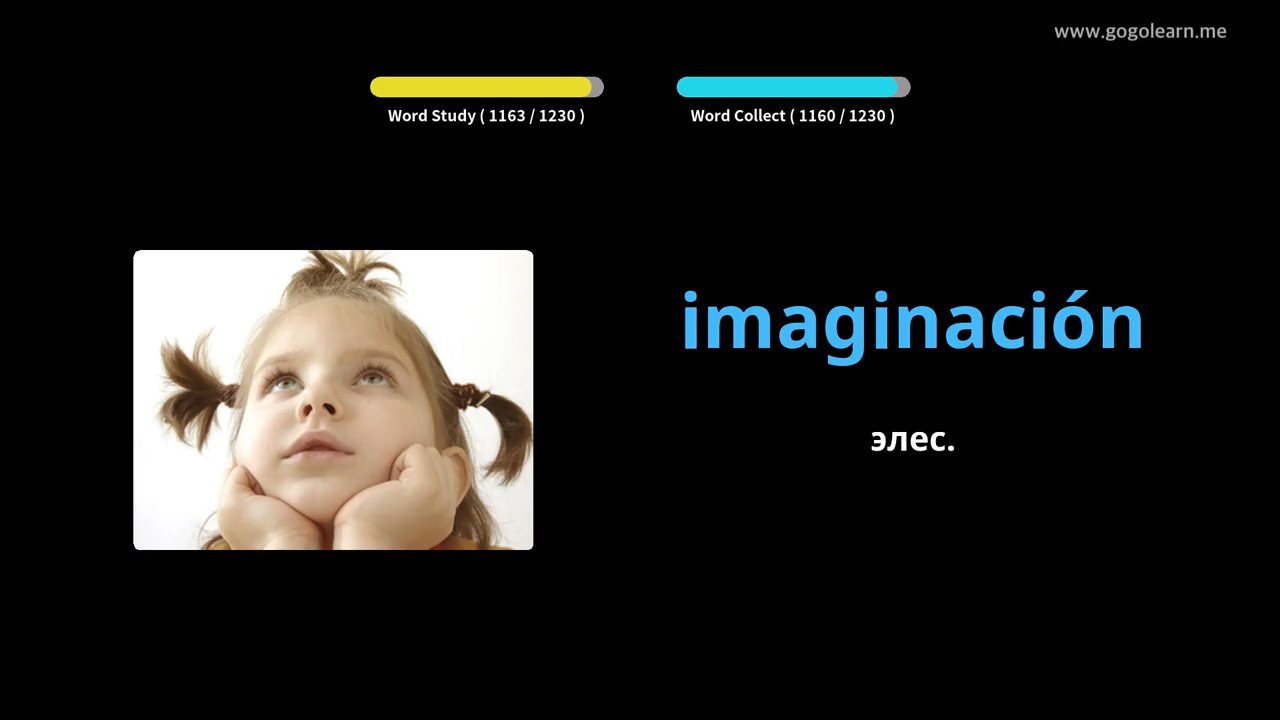 www.gogolearn.me
Word Study ( 1163 / 1230 )
Word Collect ( 1160 / 1230 )
imaginación
элес.